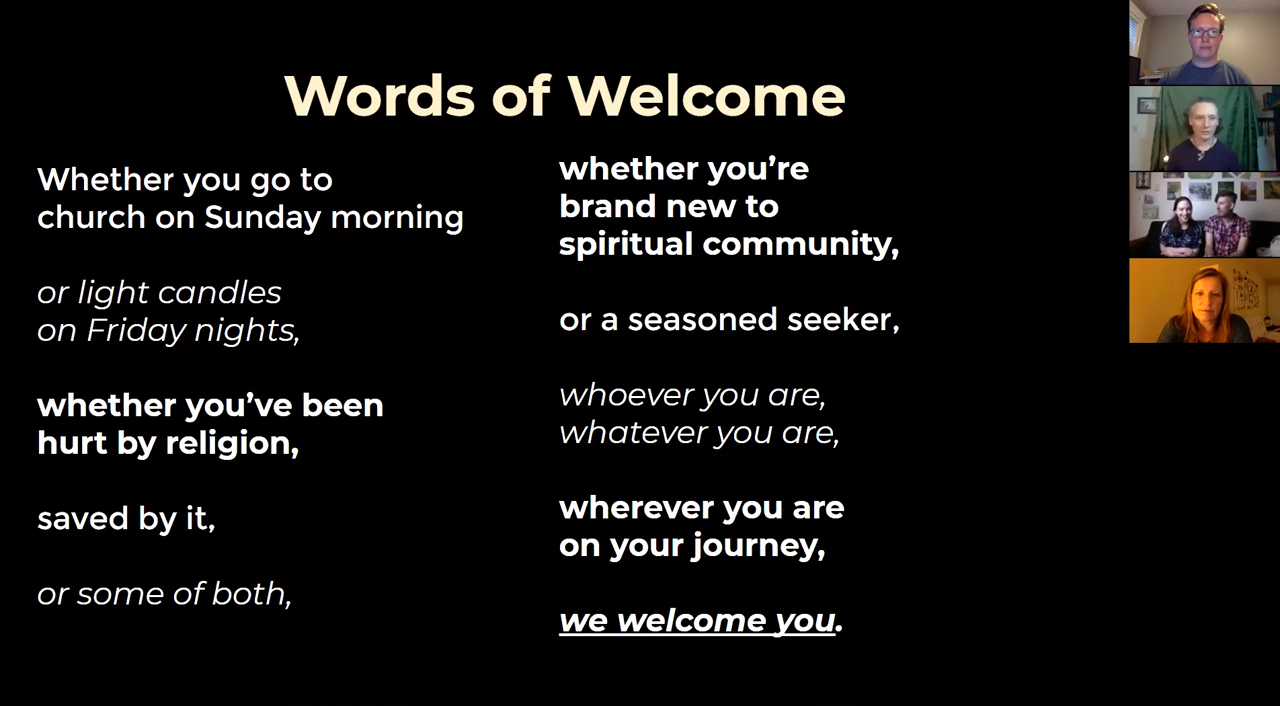 Words of Welcome
Whether you go to
church on Sunday morning
or light candles
on Friday nights,
whether you’ve been
hurt by religion,
saved by it,
or some of both,
whether you’re
brand new to
spiritual community,
or a seasoned seeker,
whoever you are,
whatever you are,
wherever you are
on your journey,
we welcome you.